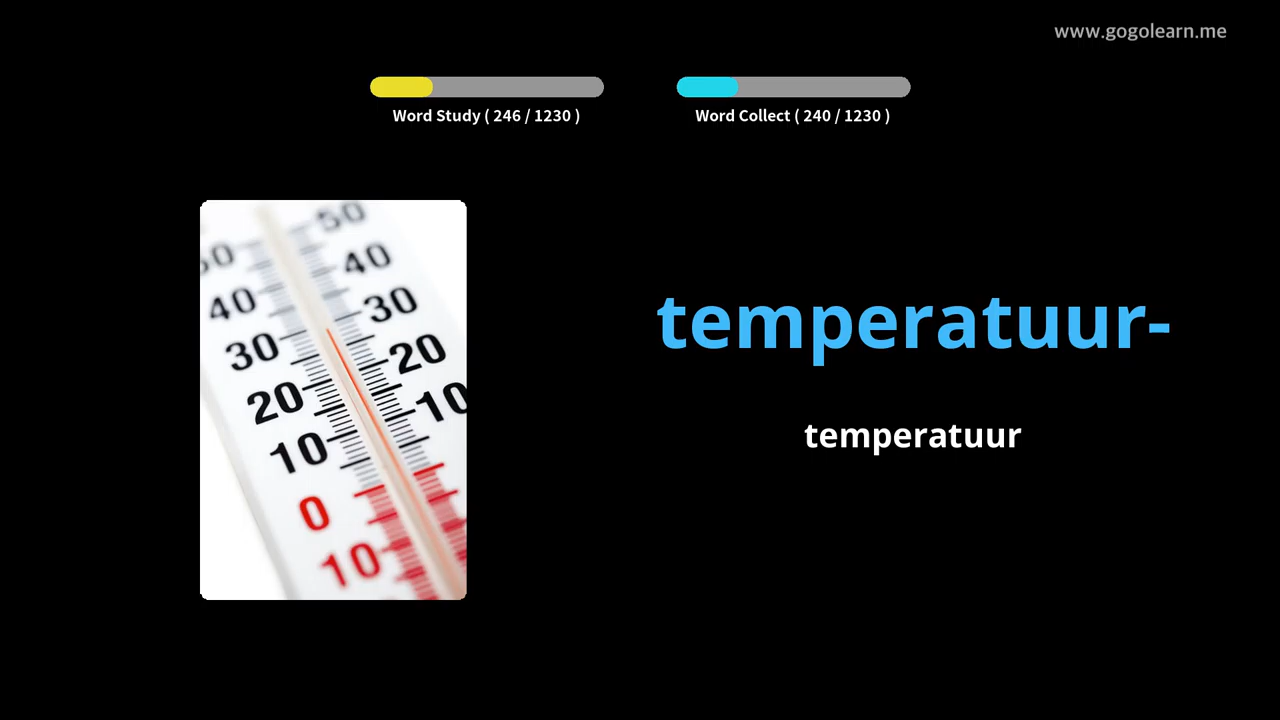 www.gogolearn.me
Word Study ( 246 / 1230 )
Word Collect ( 240 / 1230 )
50
50
40
40
30
30
20
20
10
10
0
10
temperatuur-
temperatuur